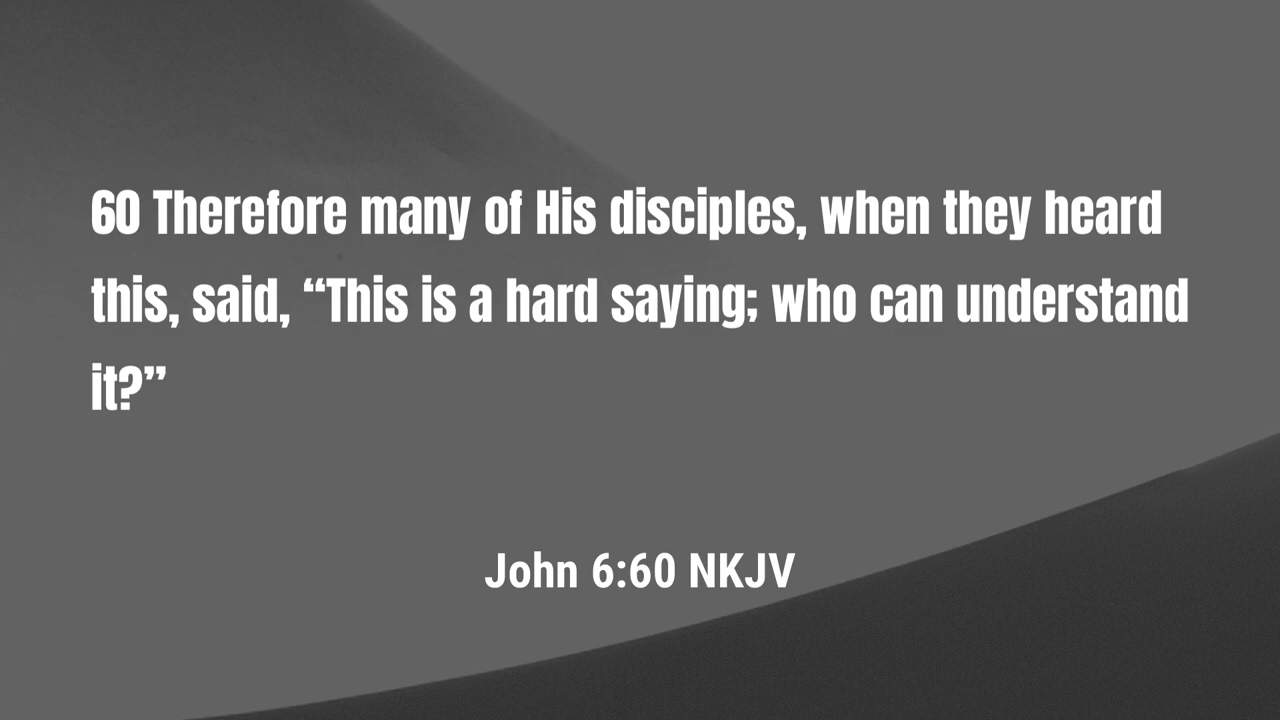 60 Therefore many of His disciples, when they heard
this, said, “This is a hard saying; who can understand
it?”
John 6:60 NKJV